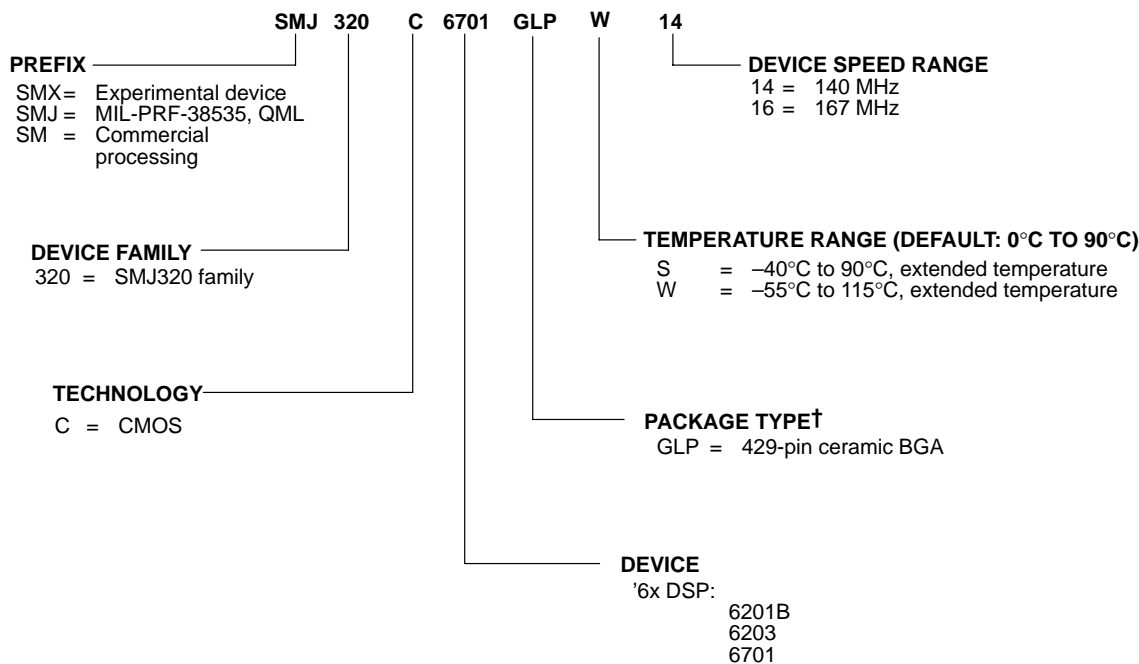 SMJ 320 C 6701 GLP W 14
PREFIX
SMX = Experimental device
SMJ = MIL-PRF-38535, QML
SM = Commercial
processing
DEVICE SPEED RANGE
14 = 140 MHz
16 = 167 MHz
DEVICE FAMILY
320 = SMJ320 family
TEMPERATURE RANGE (DEFAULT: 0°C TO 90°C)
S = –40°C to 90°C, extended temperature
W = –55°C to 115°C, extended temperature
TECHNOLOGY
C = CMOS
PACKAGE TYPE†
GLP = 429-pin ceramic BGA
DEVICE
'6x DSP:
6201B
6203
6701